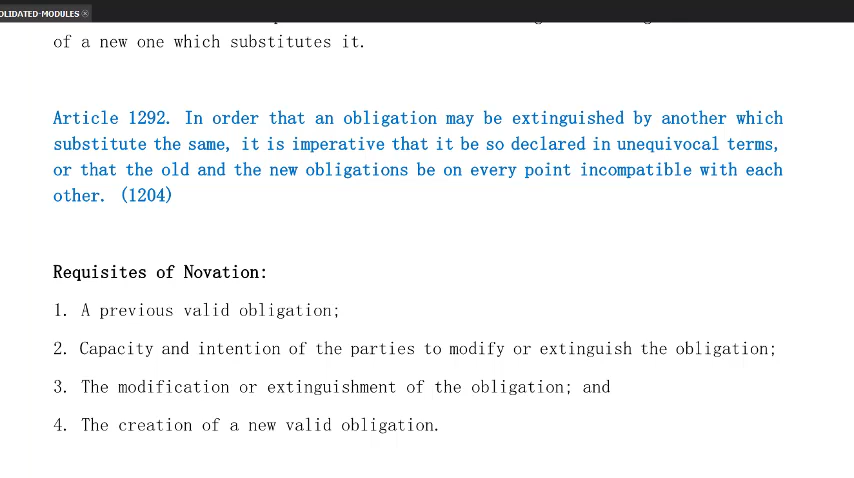 OLIDATED-MODULES
of a new one which substitutes it.
Article 1292. In order that an obligation may be extinguished by another which
substitute the same, it is imperative that it be so declared in unequivocal terms,
or that the old and the new obligations be on every point incompatible with each
other. (1204)
Requisites of Novation:
1. A previous valid obligation;
2. Capacity and intention of the parties to modify or extinguish the obligation;
3. The modification or extinguishment of the obligation; and
4. The creation of a new valid obligation.